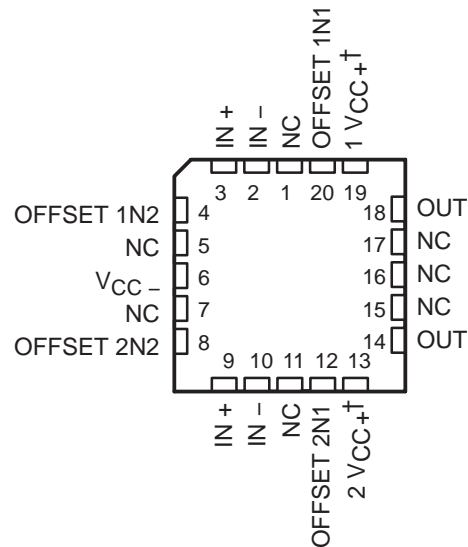 IN +
IN –
NC
OFFSET 1N1
1 VCC+†
3
2
1
20
19
OFFSET 1N2
4
NC
5
VCC –
6
NC
7
OFFSET 2N2
8
18
OUT
17
NC
16
NC
15
NC
14
OUT
9
10
11
12
13
IN +
IN –
NC
OFFSET 2N1
2 VCC+†